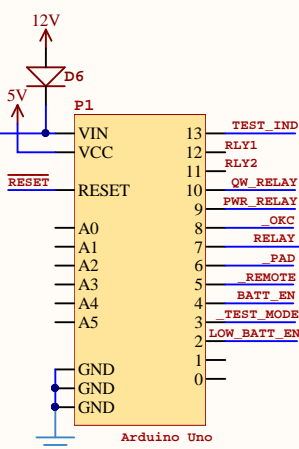 12V
D6
5V
P1
VIN 13 TEST_IND
VCC 12 RLY1
11 RLY2
RESET RESET 10 QW_RELAY
9 PWR_RELAY
A0 8 _OKC
A1 7 RELAY
A2 6 _PAD
A3 5 _REMOTE
A4 4 BATT_EN
A5 3 _TEST_MODE
2 LOW_BATT_EN
GND 1
GND 0
GND
Arduino Uno